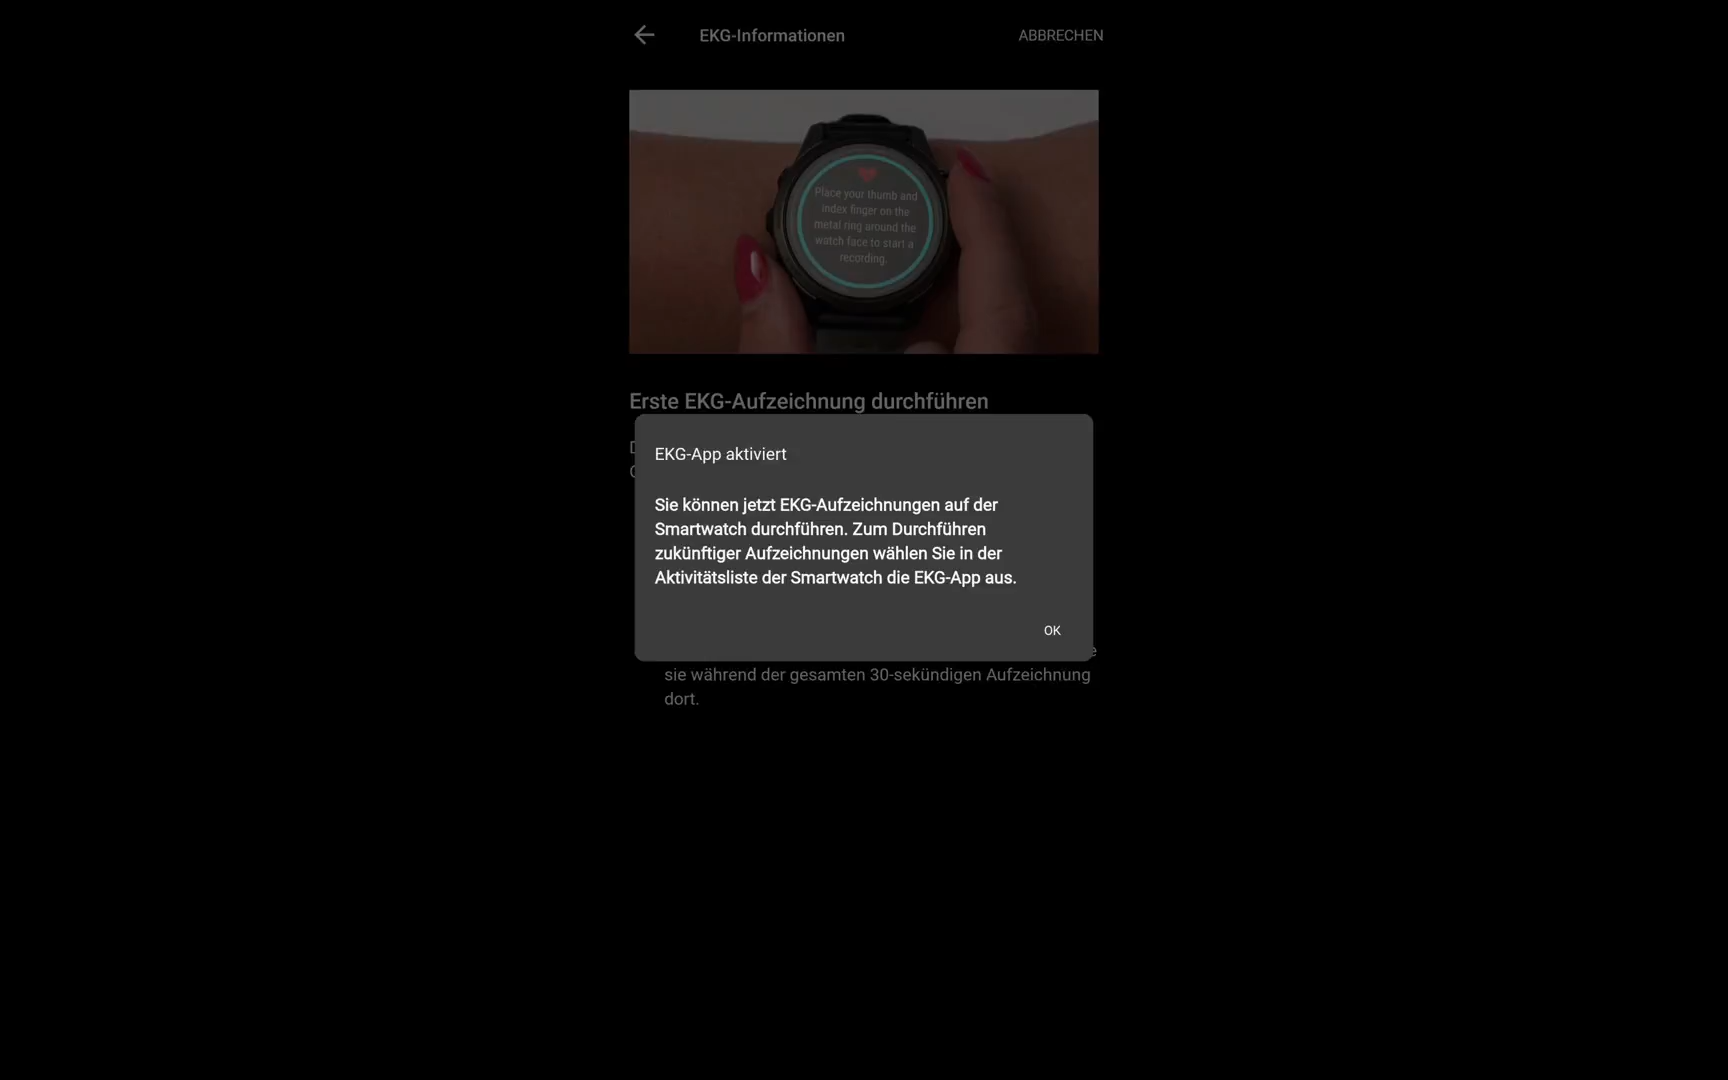 EKG-Informationen
ABBRECHEN
Place your thumb and
index finger on the
metal ring around the
watch face to start a
recording.
Erste EKG-Aufzeichnung durchführen
EKG-App aktiviert
Sie können jetzt EKG-Aufzeichnungen auf der
Smartwatch durchführen. Zum Durchführen
zukünftiger Aufzeichnungen wählen Sie in der
Aktivitätsliste der Smartwatch die EKG-App aus.
OK
sie während der gesamten 30-sekündigen Aufzeichnung
dort.